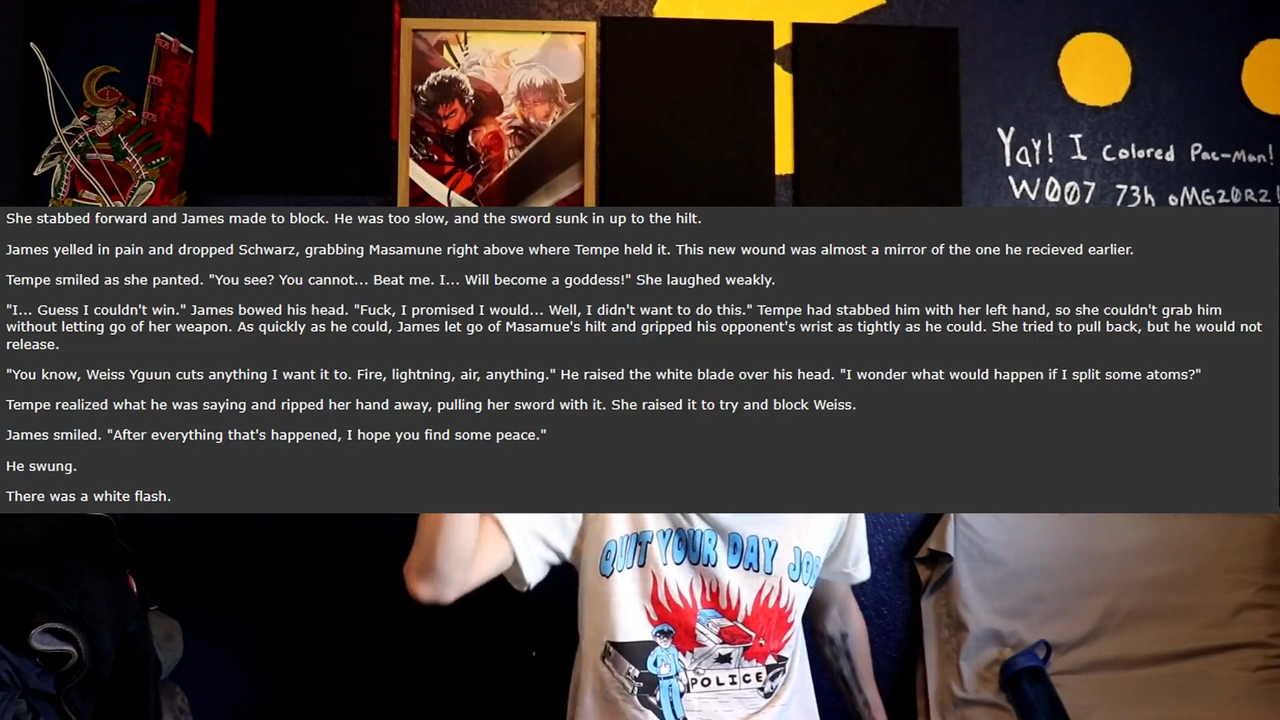 Yay! I Colored Pac-Man!
W007 73h oMG20RZ!
She stabbed forward and James made to block. He was too slow, and the sword sunk in up to the hilt.
James yelled in pain and dropped Schwarz, grabbing Masamune right above where Tempe held it. This new wound was almost a mirror of the one he recieved earlier.
Tempe smiled as she panted. "You see? You cannot... Beat me. I... Will become a goddess!" She laughed weakly.
"I... Guess I couldn't win." James bowed his head. "Fuck, I promised I would... Well, I didn't want to do this." Tempe had stabbed him with her left hand, so she couldn't grab him
without letting go of her weapon. As quickly as he could, James let go of Masamue's hilt and gripped his opponent's wrist as tightly as he could. She tried to pull back, but he would not
release.
"You know, Weiss Yguun cuts anything I want it to. Fire, lightning, air, anything." He raised the white blade over his head. "I wonder what would happen if I split some atoms?"
Tempe realized what he was saying and ripped her hand away, pulling her sword with it. She raised it to try and block Weiss.
James smiled. "After everything that's happened, I hope you find some peace."
He swung.
There was a white flash.
QUIT YOUR DAY JOB
POLICE